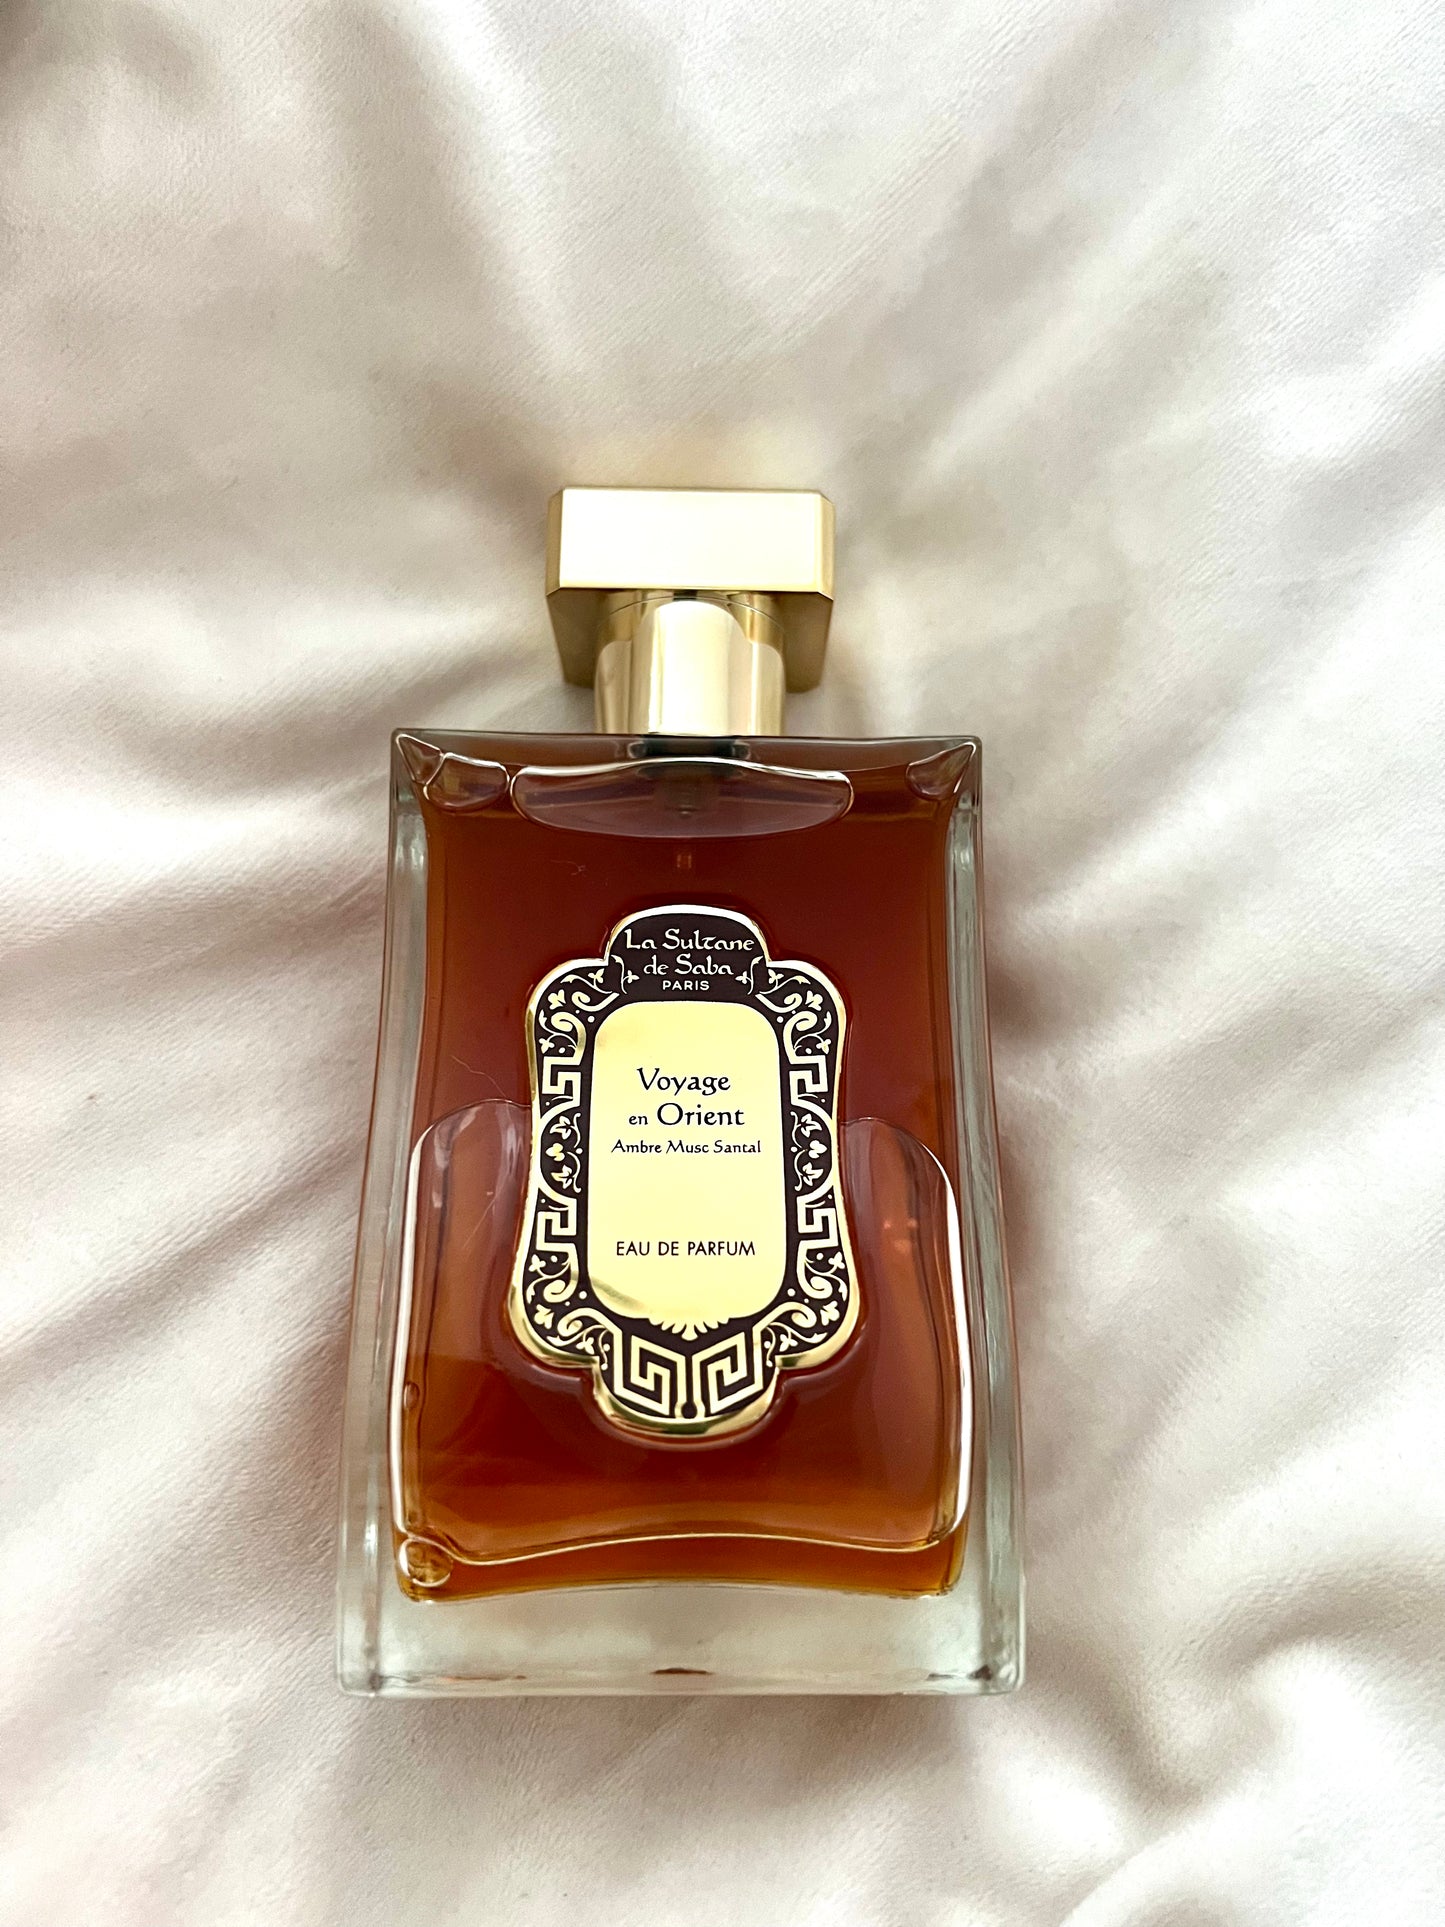 La Sultane
de Saba
PARIS
Voyage
en Orient
Ambre Musc Santal
EAU DE PARFUM